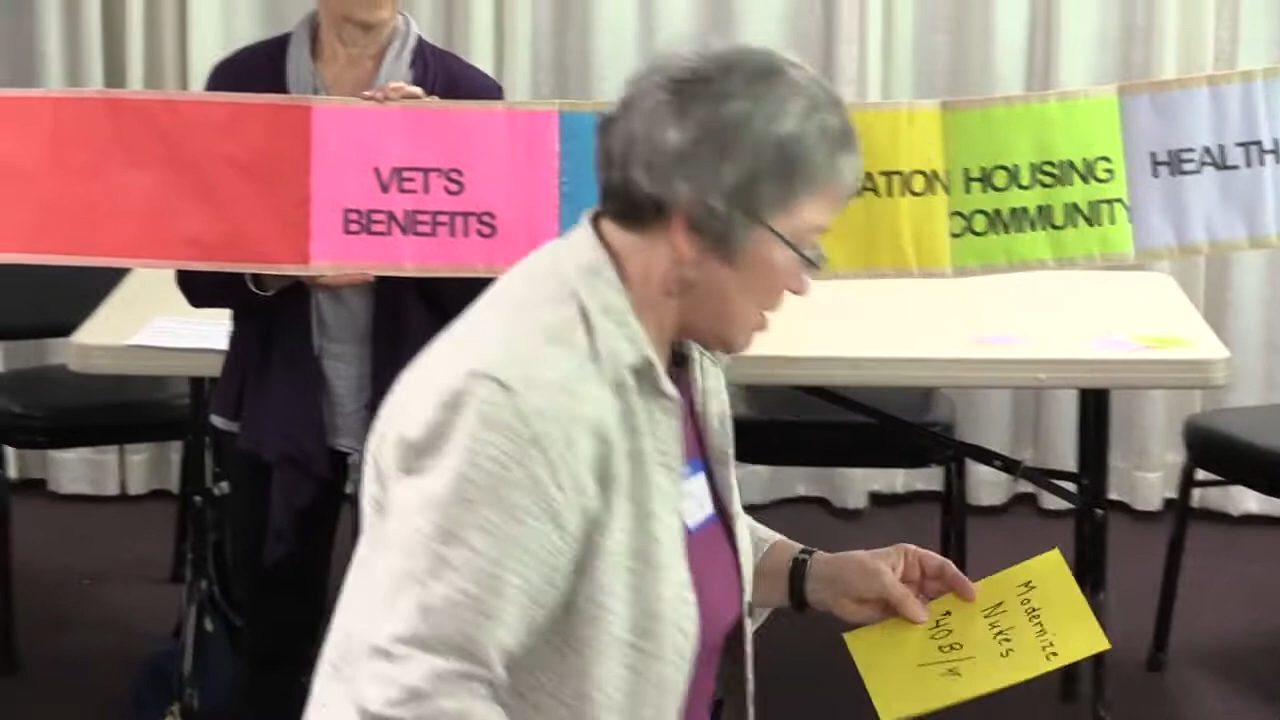 VET'S
BENEFITS
ATION
HOUSING
COMMUNITY
HEALTH
Modernize
Nukes
$40B/yr